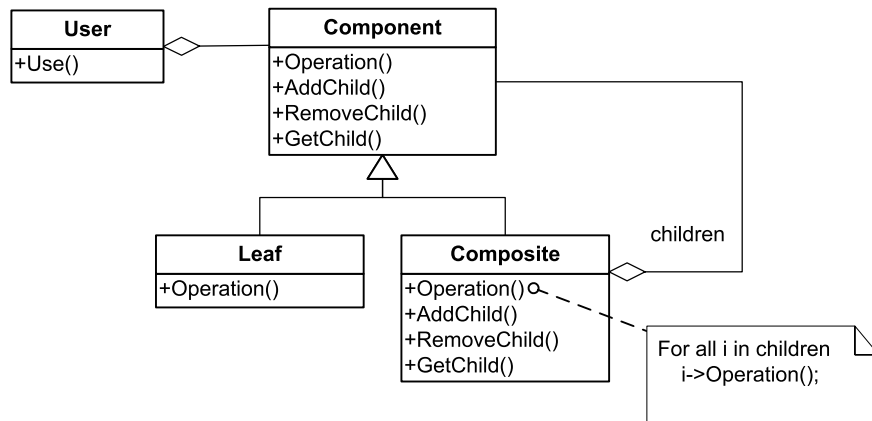 User
+Use()
Component
+Operation()
+AddChild()
+RemoveChild()
+GetChild()
Leaf
+Operation()
Composite
+Operation()
+AddChild()
+RemoveChild()
+GetChild()
children
For all i in children
i->Operation();